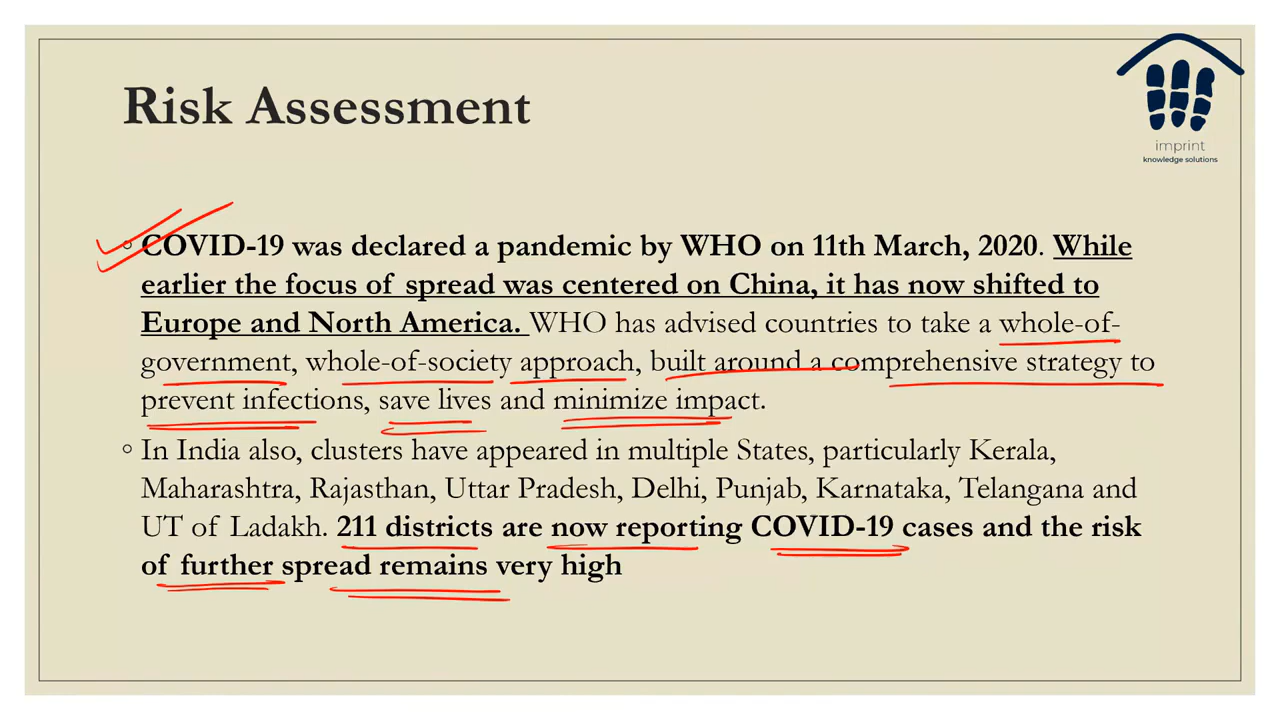 Risk Assessment
imprint
knowledge solutions
◦ COVID-19 was declared a pandemic by WHO on 11th March, 2020. While
earlier the focus of spread was centered on China, it has now shifted to
Europe and North America. WHO has advised countries to take a whole-of-
government, whole-of-society approach, built around a comprehensive strategy to
prevent infections, save lives and minimize impact.
◦ In India also, clusters have appeared in multiple States, particularly Kerala,
Maharashtra, Rajasthan, Uttar Pradesh, Delhi, Punjab, Karnataka, Telangana and
UT of Ladakh. 211 districts are now reporting COVID-19 cases and the risk
of further spread remains very high